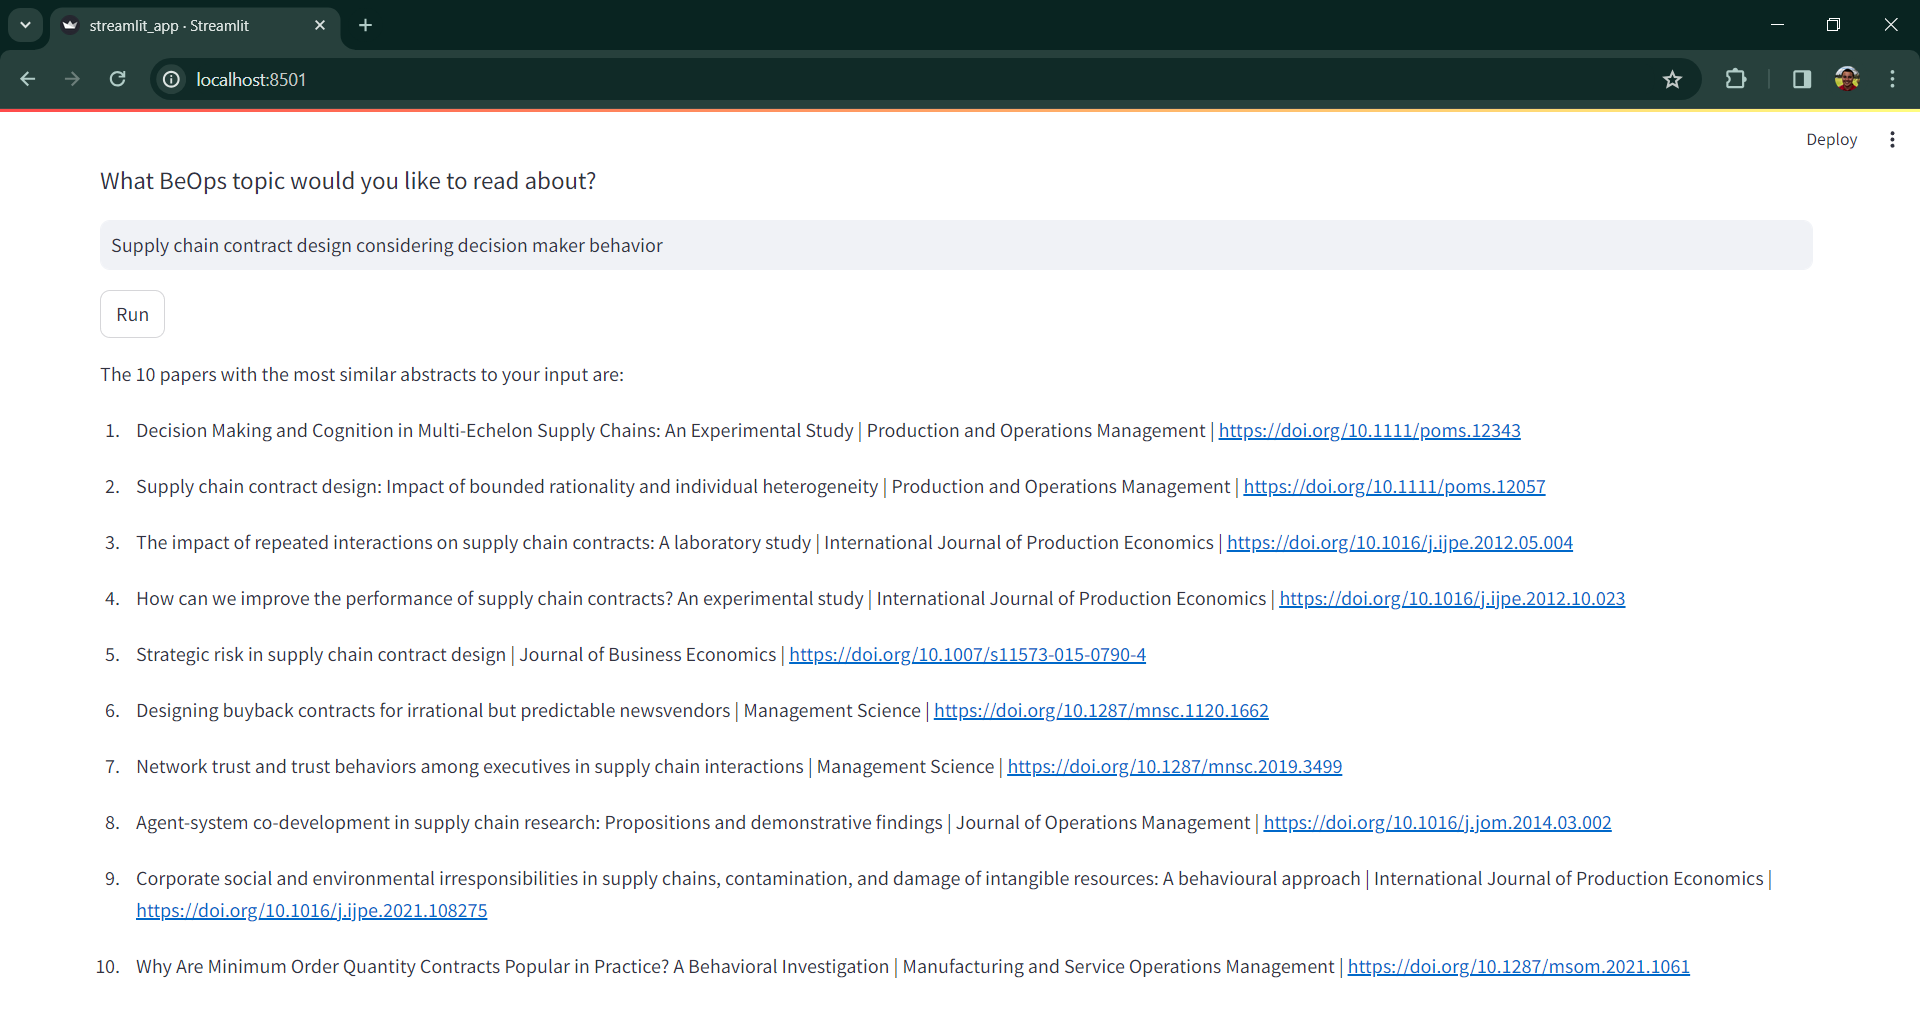 streamlit_app · Streamlit
localhost:8501
Deploy
What BeOps topic would you like to read about?
Supply chain contract design considering decision maker behavior
Run
The 10 papers with the most similar abstracts to your input are:
1. Decision Making and Cognition in Multi-Echelon Supply Chains: An Experimental Study | Production and Operations Management | https://doi.org/10.1111/poms.12343
2. Supply chain contract design: Impact of bounded rationality and individual heterogeneity | Production and Operations Management | https://doi.org/10.1111/poms.12057
3. The impact of repeated interactions on supply chain contracts: A laboratory study | International Journal of Production Economics | https://doi.org/10.1016/j.ijpe.2012.05.004
4. How can we improve the performance of supply chain contracts? An experimental study | International Journal of Production Economics | https://doi.org/10.1016/j.ijpe.2012.10.023
5. Strategic risk in supply chain contract design | Journal of Business Economics | https://doi.org/10.1007/s11573-015-0790-4
6. Designing buyback contracts for irrational but predictable newsvendors | Management Science | https://doi.org/10.1287/mnsc.1120.1662
7. Network trust and trust behaviors among executives in supply chain interactions | Management Science | https://doi.org/10.1287/mnsc.2019.3499
8. Agent-system co-development in supply chain research: Propositions and demonstrative findings | Journal of Operations Management | https://doi.org/10.1016/j.jom.2014.03.002
9. Corporate social and environmental irresponsibilities in supply chains, contamination, and damage of intangible resources: A behavioural approach | International Journal of Production Economics |
https://doi.org/10.1016/j.ijpe.2021.108275
10. Why Are Minimum Order Quantity Contracts Popular in Practice? A Behavioral Investigation | Manufacturing and Service Operations Management | https://doi.org/10.1287/msom.2021.1061